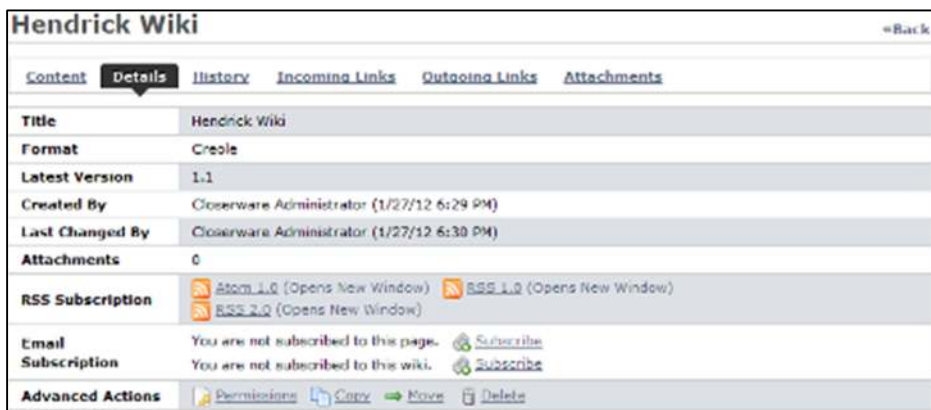 Hendrick Wiki
«Back
Content Details History Incoming Links Outgoing Links Attachments
Title Hendrick Wiki
Format Creole
Latest Version 1.1
Created By Closerware Administrator (1/27/12 6:29 PM)
Last Changed By Closerware Administrator (1/27/12 6:30 PM)
Attachments 0
RSS Subscription Atom 1.0 (Opens New Window) RSS 1.0 (Opens New Window)
RSS 2.0 (Opens New Window)
Email Subscription You are not subscribed to this page. Subscribe
You are not subscribed to this wiki. Subscribe
Advanced Actions Permissions Copy Move Delete